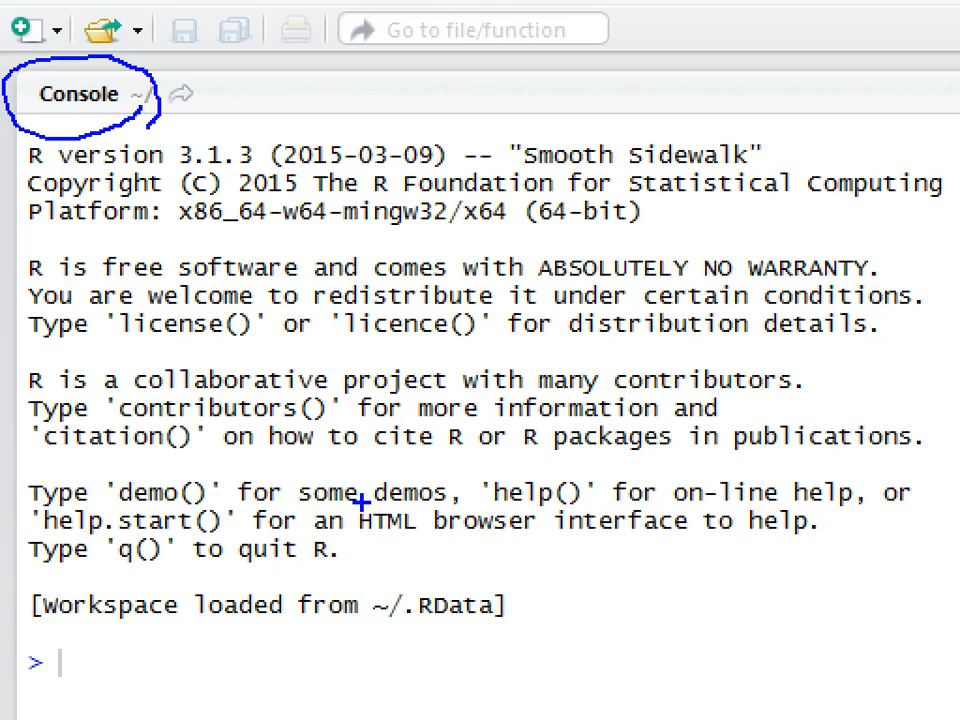 Go to file/function
Console ~/
R version 3.1.3 (2015-03-09) -- "Smooth Sidewalk"
Copyright (C) 2015 The R Foundation for Statistical Computing
Platform: x86_64-w64-mingw32/x64 (64-bit)
R is free software and comes with ABSOLUTELY NO WARRANTY.
You are welcome to redistribute it under certain conditions.
Type 'license()' or 'licence()' for distribution details.
R is a collaborative project with many contributors.
Type 'contributors()' for more information and
'citation()' on how to cite R or R packages in publications.
Type 'demo()' for some demos, 'help()' for on-line help, or
'help.start()' for an HTML browser interface to help.
Type 'q()' to quit R.
[Workspace loaded from ~/.RData]
>